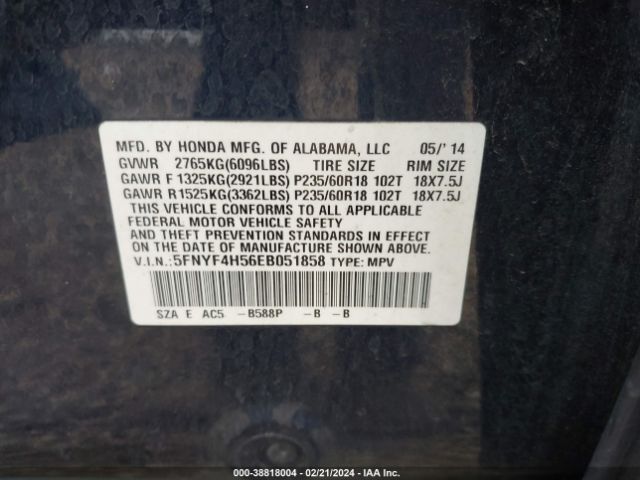 MFD. BY HONDA MFG. OF ALABAMA, LLC 05/'14
GVWR 2765KG(6096LBS) TIRE SIZE RIM SIZE
GAWR F 1325KG(2921LBS) P235/60R18 102T 18X7.5J
GAWR R 1525KG(3362LBS) P235/60R18 102T 18X7.5J
THIS VEHICLE CONFORMS TO ALL APPLICABLE
FEDERAL MOTOR VEHICLE SAFETY, BUMPER,
AND THEFT PREVENTION STANDARDS IN EFFECT
ON THE DATE OF MANUFACTURE SHOWN ABOVE.
V.I.N.:5FNYF4H56EB051858 TYPE: MPV
SZA E AC5 -B588P -B -B
000-38818004 - 02/21/2024 - IAA Inc.